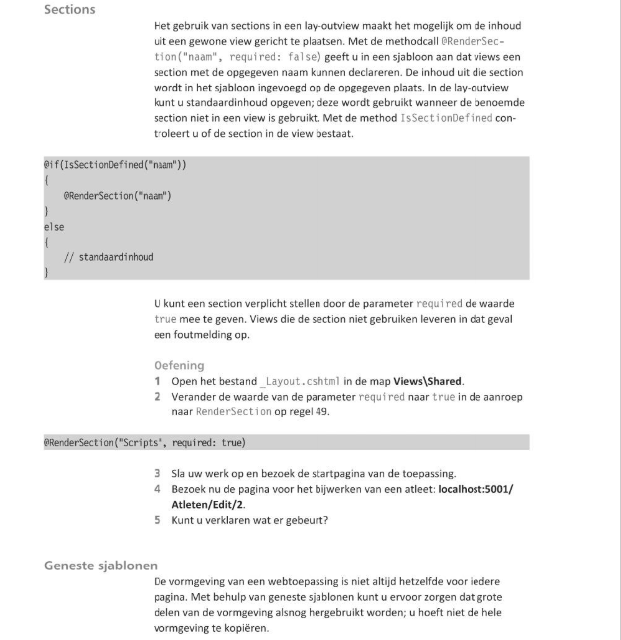 Sections
Het gebruik van sections in een lay-outview maakt het mogelijk om de inhoud
uit een gewone view gericht te plaatsen. Met de methodcall @RenderSec-
tion("naam", required: false) geeft u in een sjabloon aan dat views een
section met de opgegeven naam kunnen declareren. De inhoud uit die section
wordt in het sjabloon ingevoegd op de opgegeven plaats. In de lay-outview
kunt u standaardinhoud opgeven; deze wordt gebruikt wanneer de benoemde
section niet in een view is gebruikt. Met de method IsSectionDefined con-
troleert u of de section in de view bestaat.
@if(IsSectionDefined("naam"))
{
@RenderSection("naam")
}
else
{
// standaardinhoud
}
U kunt een section verplicht stellen door de parameter required de waarde
true mee te geven. Views die de section niet gebruiken leveren in dat geval
een foutmelding op.
Oefening
1 Open het bestand _Layout.cshtml in de map Views\Shared.
2 Verander de waarde van de parameter required naar true in de aanroep
naar RenderSection op regel 49.
@RenderSection("Scripts", required: true)
3 Sla uw werk op en bezoek de startpagina van de toepassing.
4 Bezoek nu de pagina voor het bijwerken van een atleet: localhost:5001/
Atleten/Edit/2.
5 Kunt u verklaren wat er gebeurt?
Geneste sjablonen
De vormgeving van een webtoepassing is niet altijd hetzelfde voor iedere
pagina. Met behulp van geneste sjablonen kunt u ervoor zorgen dat grote
delen van de vormgeving alsnog hergebruikt worden; u hoeft niet de hele
vormgeving te kopiëren.